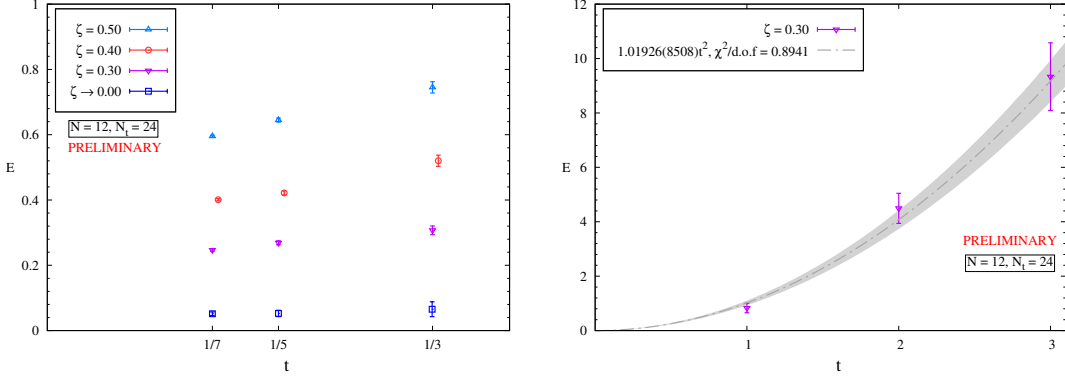 1
0.8
0.6
0.4
0.2
0
E
ζ = 0.50
ζ = 0.40
ζ = 0.30
ζ → 0.00
N = 12, N_t = 24
PRELIMINARY
1/7 1/5 1/3
t
12
10
8
6
4
2
0
E
ζ = 0.30
1.01926(8508)t², χ²/d.o.f = 0.8941
PRELIMINARY
N = 12, N_t = 24
1 2 3
t